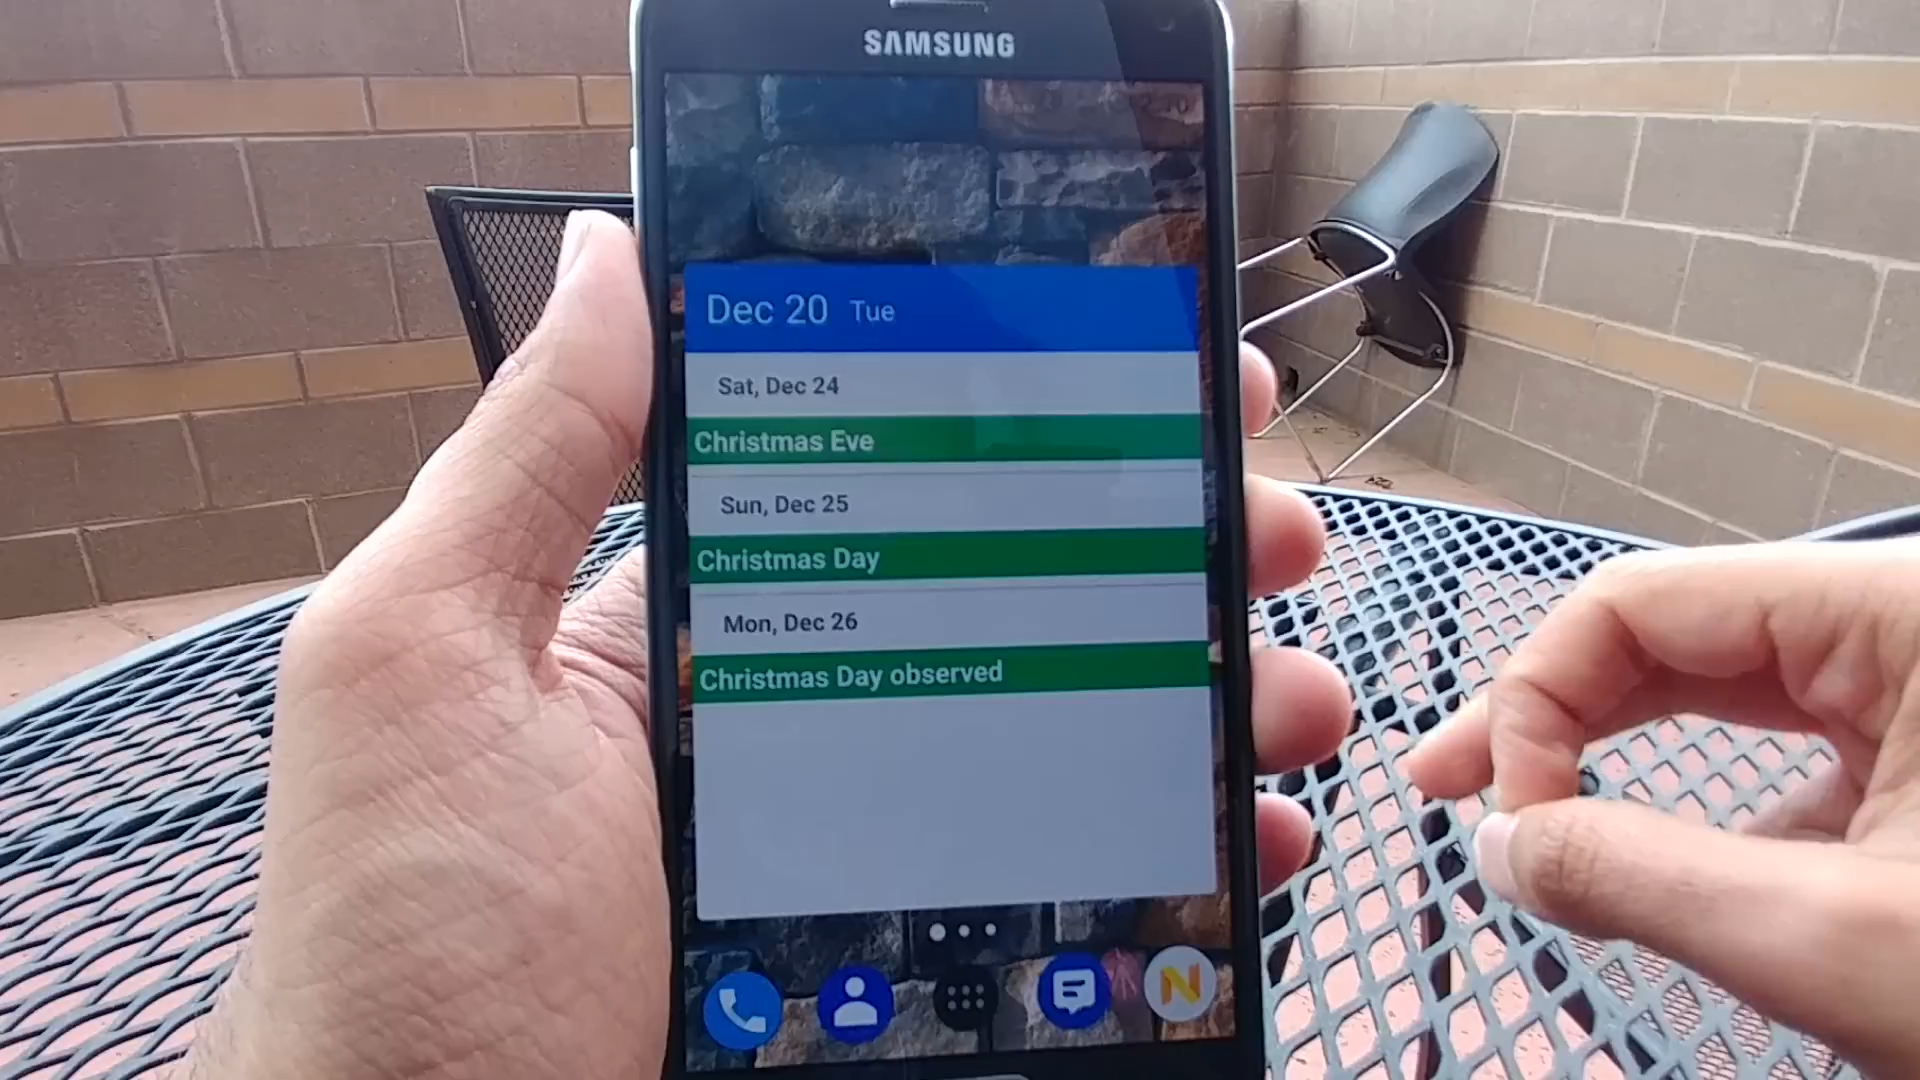 SAMSUNG
Dec 20 Tue
Sat, Dec 24
Christmas Eve
Sun, Dec 25
Christmas Day
Mon, Dec 26
Christmas Day observed
N